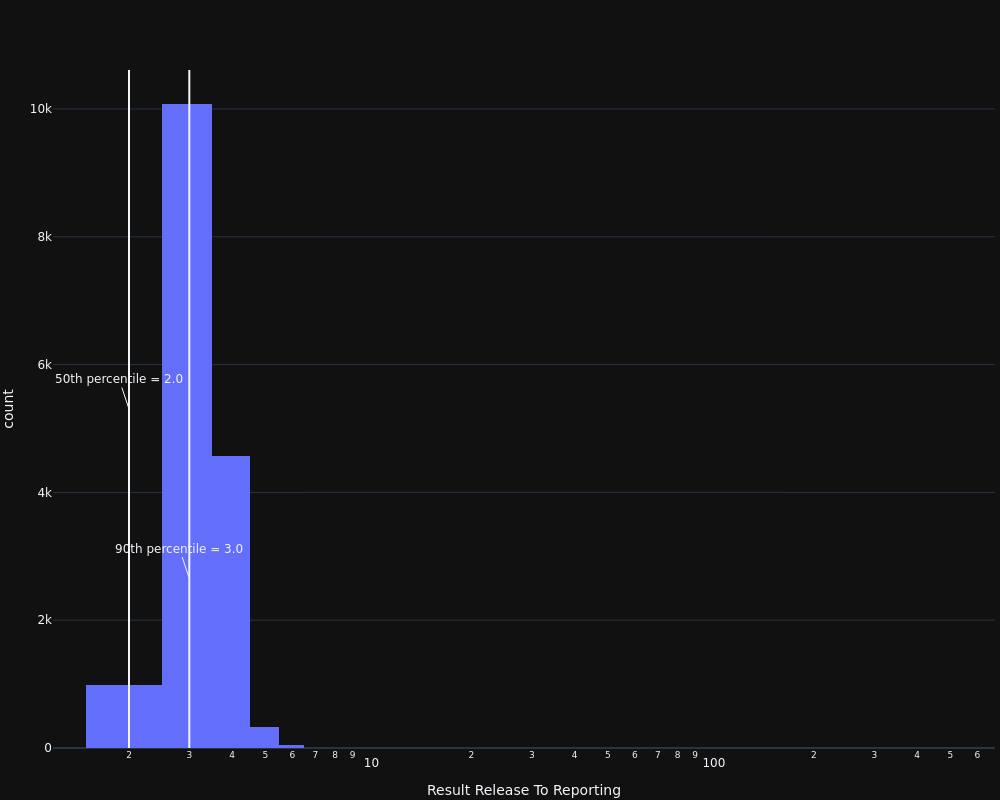 10k
8k
6k
50th percentile = 2.0
count
4k
90th percentile = 3.0
2k
0
2 3 4 5 6 7 8 9 10 2 3 4 5 6 7 8 9 100 2 3 4 5 6
Result Release To Reporting